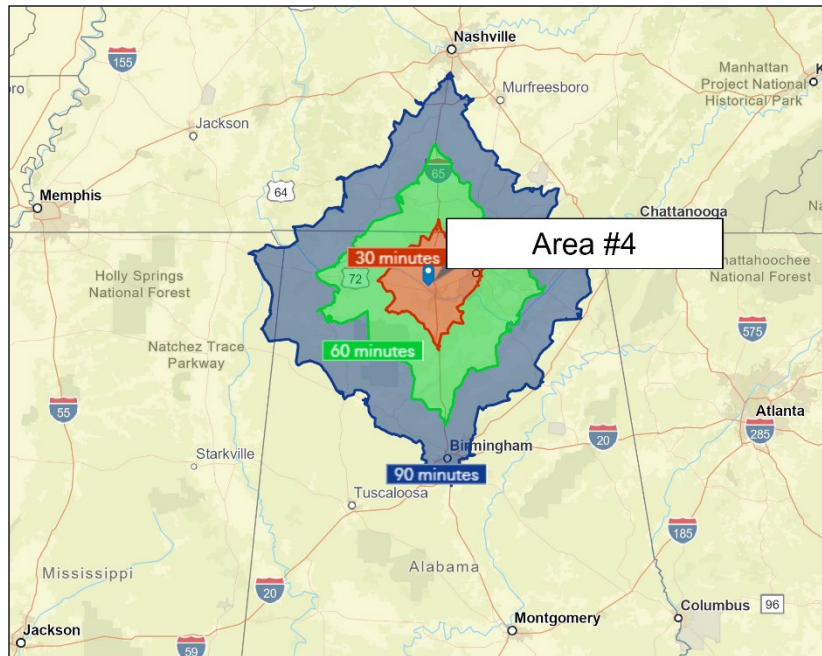 Nashville
155
Murfreesboro
Manhattan
Project National
Historical Park
K
ro
Jackson
65
64
Memphis
Chattanooga
Area #4
30 minutes
Holly Springs
National Forest
72
hattahoochee
National Forest
575
60 minutes
Natchez Trace
Parkway
55
Atlanta
285
20
Birmingham
Starkville
90 minutes
Tuscaloosa
185
Mississippi
Alabama
20
Columbus
96
Montgomery
Jackson
59